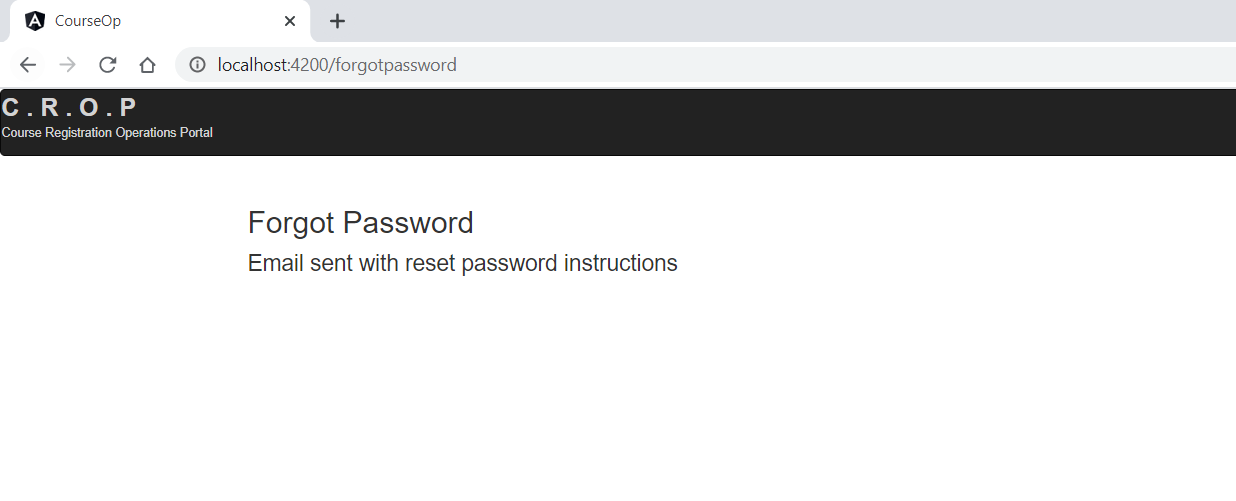 CourseOp
localhost:4200/forgotpassword
C . R . O . P
Course Registration Operations Portal
Forgot Password
Email sent with reset password instructions